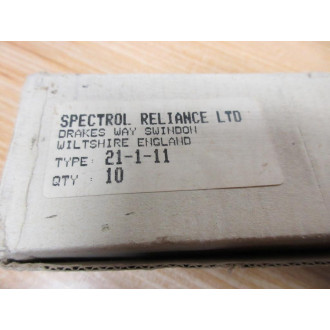 SPECTROL RELIANCE LTD
DRAKES WAY SWINDON
WILTSHIRE ENGLAND
TYPE: 21-1-11
QTY : 10